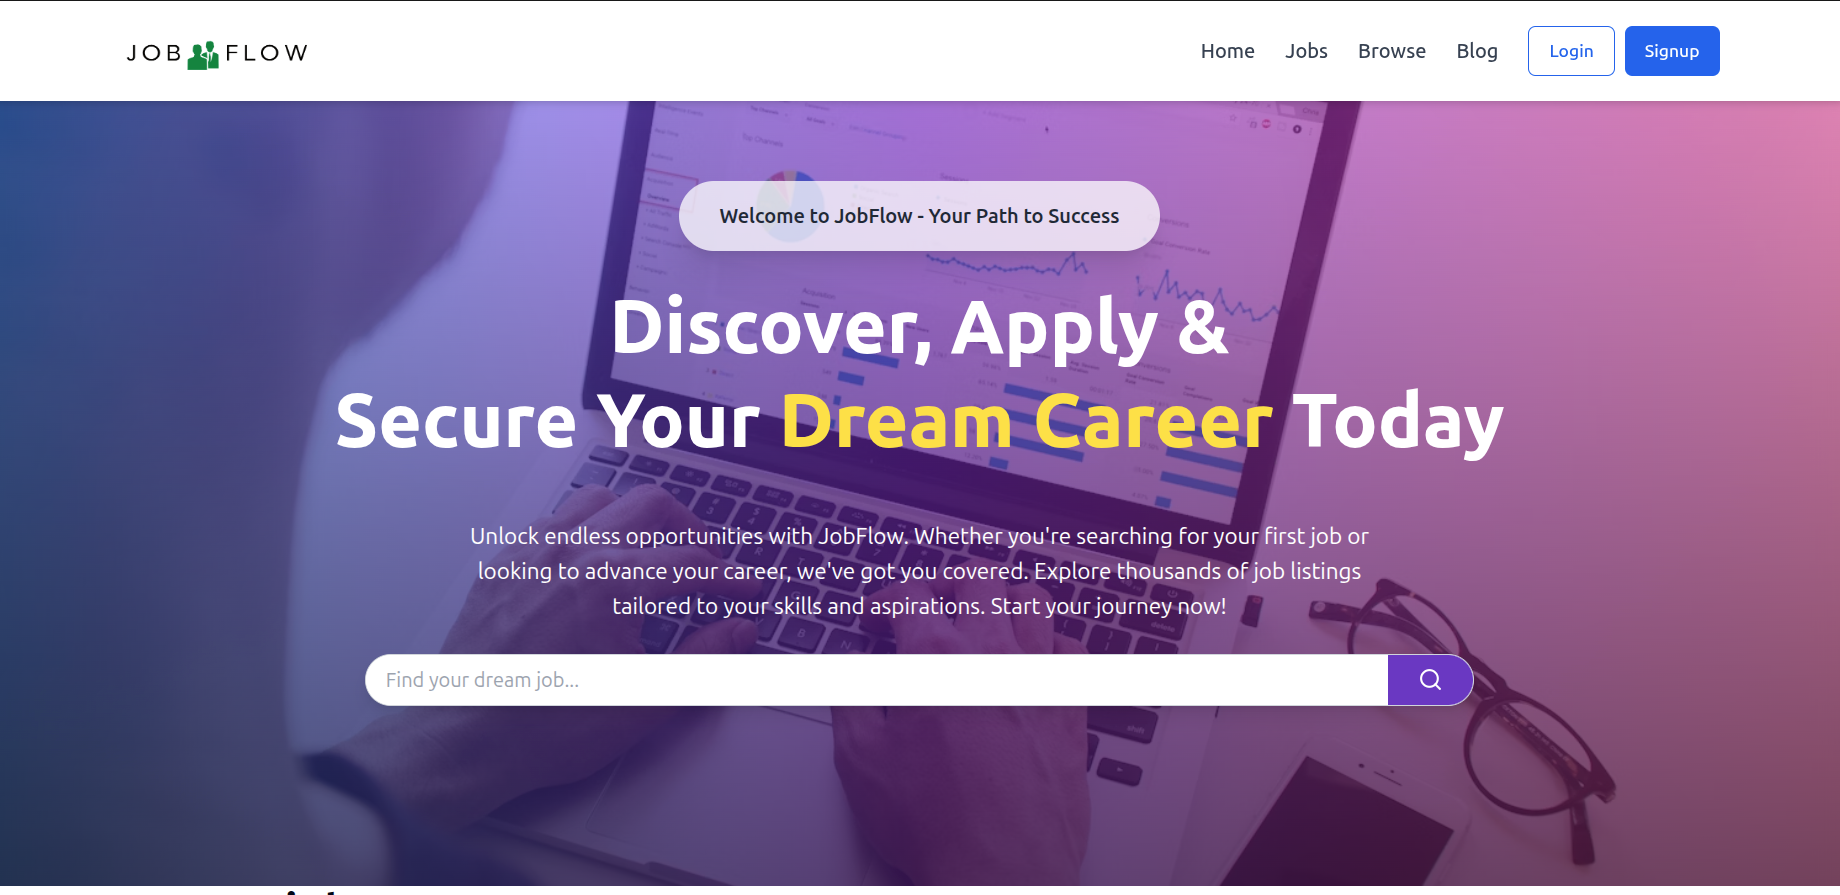 JOB FLOW
Home Jobs Browse Blog Login Signup
Welcome to JobFlow - Your Path to Success
Discover, Apply &
Secure Your Dream Career Today
Unlock endless opportunities with JobFlow. Whether you're searching for your first job or
looking to advance your career, we've got you covered. Explore thousands of job listings
tailored to your skills and aspirations. Start your journey now!
Find your dream job...